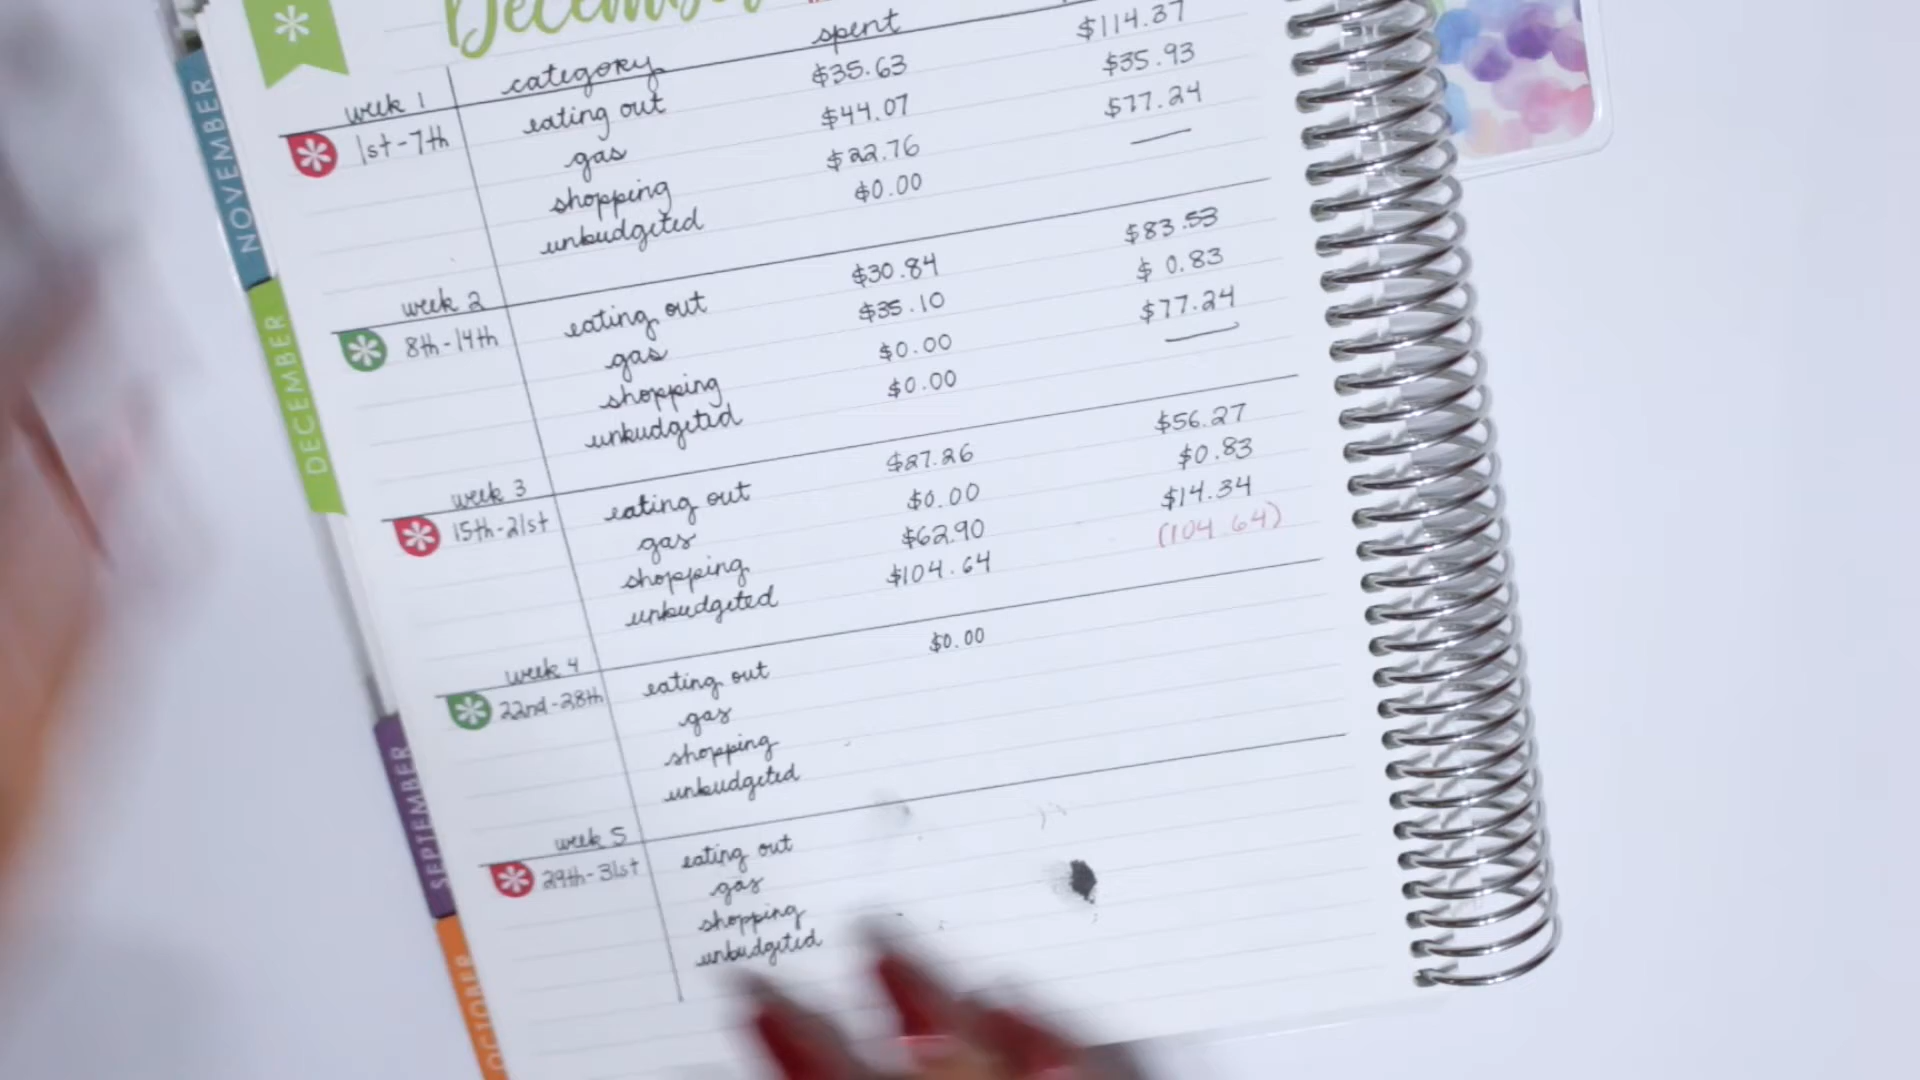 December
category spent
week 1 eating out $35.63 $114.37
1st-7th gas $44.07 $35.93
shopping $22.76 $77.24
unbudgeted $0.00 —
week 2 eating out $30.84 $83.53
8th-14th gas $35.10 $0.83
shopping $0.00 $77.24
unbudgeted $0.00 —
week 3 eating out $27.26 $56.27
15th-21st gas $0.00 $0.83
shopping $62.90 $14.34
unbudgeted $104.64 (104.64)
week 4 eating out $0.00
22nd-28th gas
shopping
unbudgeted
week 5 eating out
29th-31st gas
shopping
unbudgeted
NOVEMBER
DECEMBER
SEPTEMBER
OCTOBER